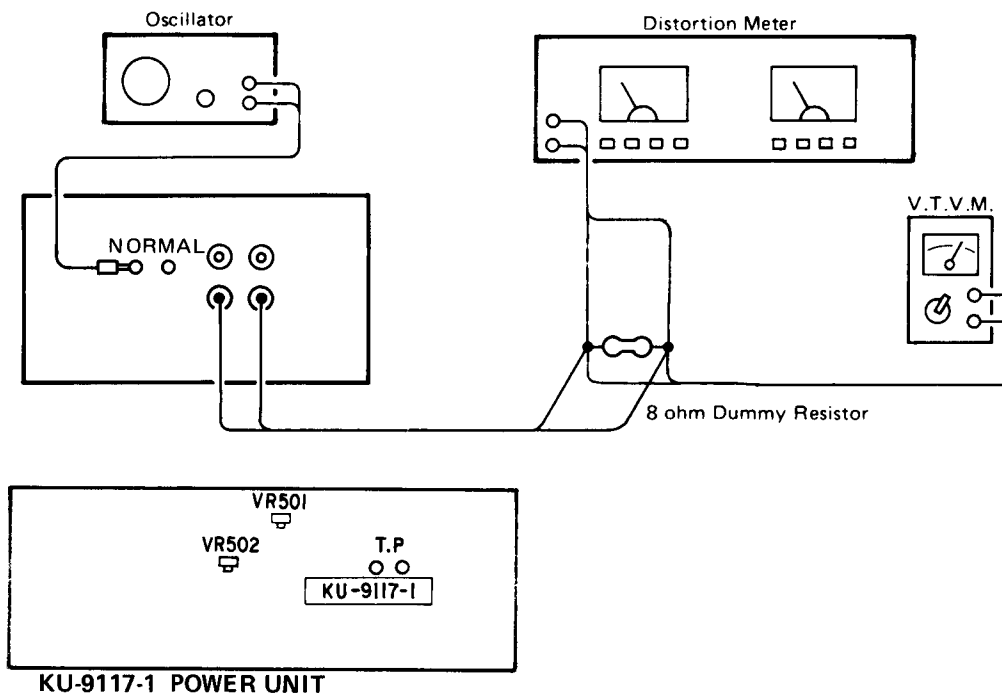 Oscillator
Distortion Meter
V.T.V.M.
NORMAL
8 ohm Dummy Resistor
VR501
VR502
T.P
KU-9117-1
KU-9117-1 POWER UNIT